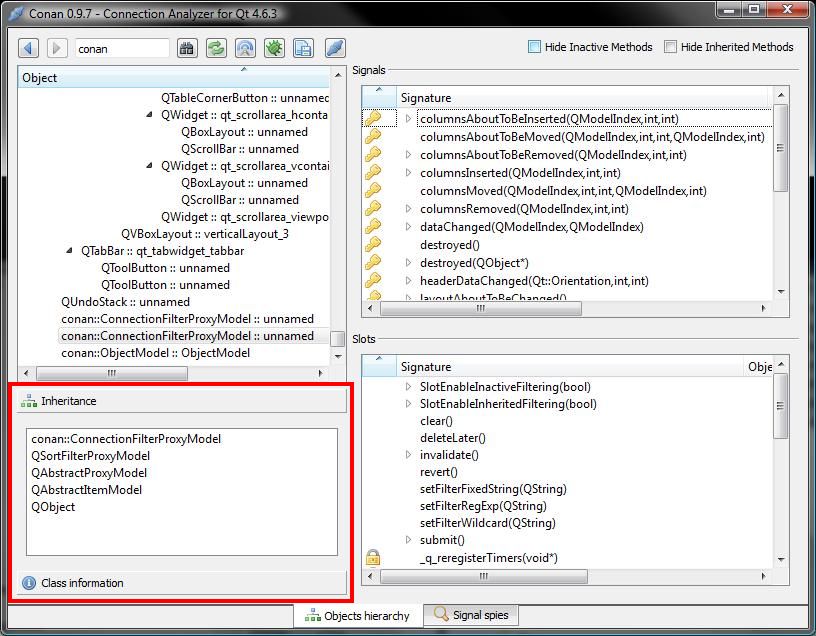 Conan 0.9.7 - Connection Analyzer for Qt 4.6.3
conan
Hide Inactive Methods
Hide Inherited Methods
Object
QTableCornerButton :: unnamed
QWidget :: qt_scrollarea_hconta
QBoxLayout :: unnamed
QScrollBar :: unnamed
QWidget :: qt_scrollarea_vcontai
QBoxLayout :: unnamed
QScrollBar :: unnamed
QWidget :: qt_scrollarea_viewpo
QVBoxLayout :: verticalLayout_3
QTabBar :: qt_tabwidget_tabbar
QToolButton :: unnamed
QToolButton :: unnamed
QUndoStack :: unnamed
conan::ConnectionFilterProxyModel :: unnamed
conan::ConnectionFilterProxyModel :: unnamed
conan::ObjectModel :: ObjectModel
Inheritance
conan::ConnectionFilterProxyModel
QSortFilterProxyModel
QAbstractProxyModel
QAbstractItemModel
QObject
Class information
Signals
Signature
columnsAboutToBeInserted(QModelIndex,int,int)
columnsAboutToBeMoved(QModelIndex,int,int,QModelIndex,int)
columnsAboutToBeRemoved(QModelIndex,int,int)
columnsInserted(QModelIndex,int,int)
columnsMoved(QModelIndex,int,int,QModelIndex,int)
columnsRemoved(QModelIndex,int,int)
dataChanged(QModelIndex,QModelIndex)
destroyed()
destroyed(QObject*)
headerDataChanged(Qt::Orientation,int,int)
layoutAboutToBeChanged()
Slots
Signature
Obje
SlotEnableInactiveFiltering(bool)
SlotEnableInheritedFiltering(bool)
clear()
deleteLater()
invalidate()
revert()
setFilterFixedString(QString)
setFilterRegExp(QString)
setFilterWildcard(QString)
submit()
_q_reregisterTimers(void*)
Objects hierarchy
Signal spies